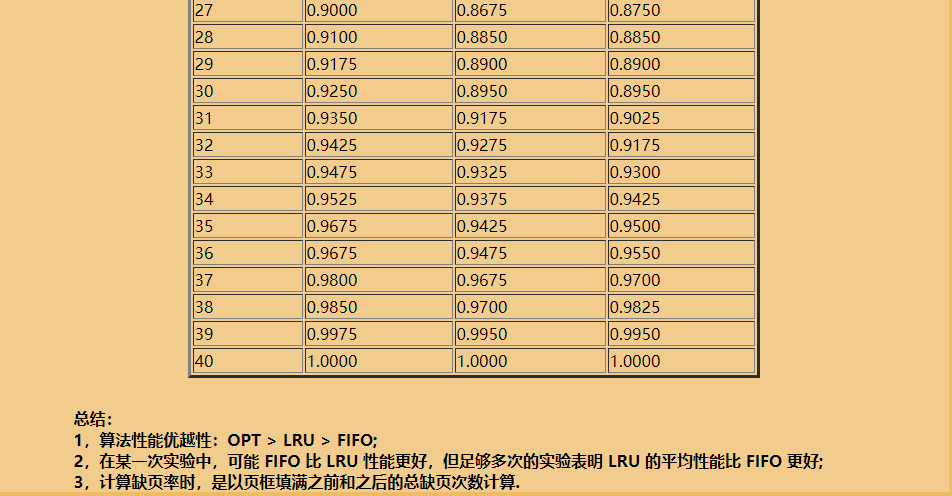 27 0.9000 0.8675 0.8750
28 0.9100 0.8850 0.8850
29 0.9175 0.8900 0.8900
30 0.9250 0.8950 0.8950
31 0.9350 0.9175 0.9025
32 0.9425 0.9275 0.9175
33 0.9475 0.9325 0.9300
34 0.9525 0.9375 0.9425
35 0.9675 0.9425 0.9500
36 0.9675 0.9475 0.9550
37 0.9800 0.9675 0.9700
38 0.9850 0.9700 0.9825
39 0.9975 0.9950 0.9950
40 1.0000 1.0000 1.0000
总结：
1，算法性能优越性：OPT > LRU > FIFO;
2，在某一次实验中，可能 FIFO 比 LRU 性能更好，但足够多次的实验表明 LRU 的平均性能比 FIFO 更好;
3，计算缺页率时，是以页框填满之前和之后的总缺页次数计算.